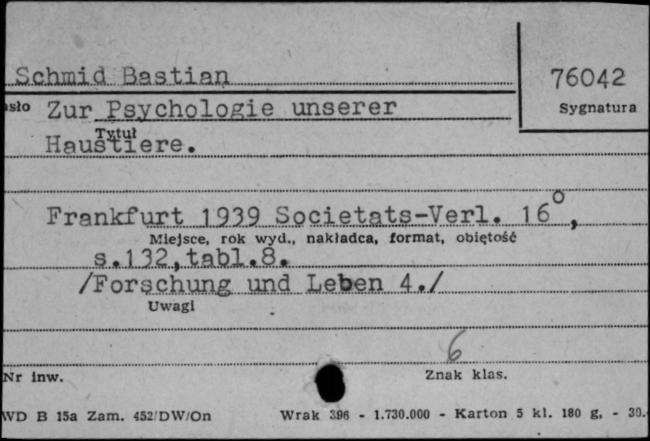 Schmid Bastian
76042
Sygnatura
asło Zur Psychologie unserer
Tytuł
Haustiere.
Frankfurt 1939 Societats-Verl. 16°,
Miejsce, rok wyd., nakładca, format, objętość
s.132,tabl.8.
/Forschung und Leben 4./
Uwagi
6
Nr inw.
Znak klas.
WD B 15a Zam. 452/DW/On Wrak 396 - 1.730.000 - Karton 5 kl. 180 g. - 30.